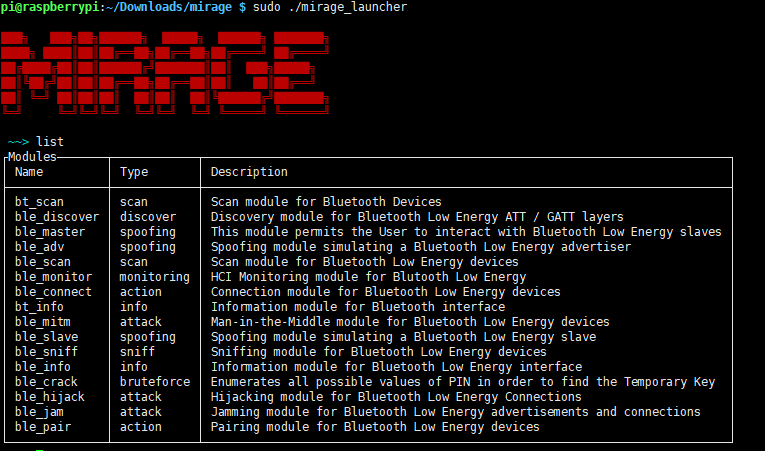 pi@raspberrypi:~/Downloads/mirage $ sudo ./mirage_launcher
MIRAGE
~~> list
Modules
Name Type Description
bt_scan scan Scan module for Bluetooth Devices
ble_discover discover Discovery module for Bluetooth Low Energy ATT / GATT layers
ble_master spoofing This module permits the User to interact with Bluetooth Low Energy slaves
ble_adv spoofing Spoofing module simulating a Bluetooth Low Energy advertiser
ble_scan scan Scan module for Bluetooth Low Energy devices
ble_monitor monitoring HCI Monitoring module for Blutooth Low Energy
ble_connect action Connection module for Bluetooth Low Energy devices
bt_info info Information module for Bluetooth interface
ble_mitm attack Man-in-the-Middle module for Bluetooth Low Energy devices
ble_slave spoofing Spoofing module simulating a Bluetooth Low Energy slave
ble_sniff sniff Sniffing module for Bluetooth Low Energy devices
ble_info info Information module for Bluetooth Low Energy interface
ble_crack bruteforce Enumerates all possible values of PIN in order to find the Temporary Key
ble_hijack attack Hijacking module for Bluetooth Low Energy Connections
ble_jam attack Jamming module for Bluetooth Low Energy advertisements and connections
ble_pair action Pairing module for Bluetooth Low Energy devices